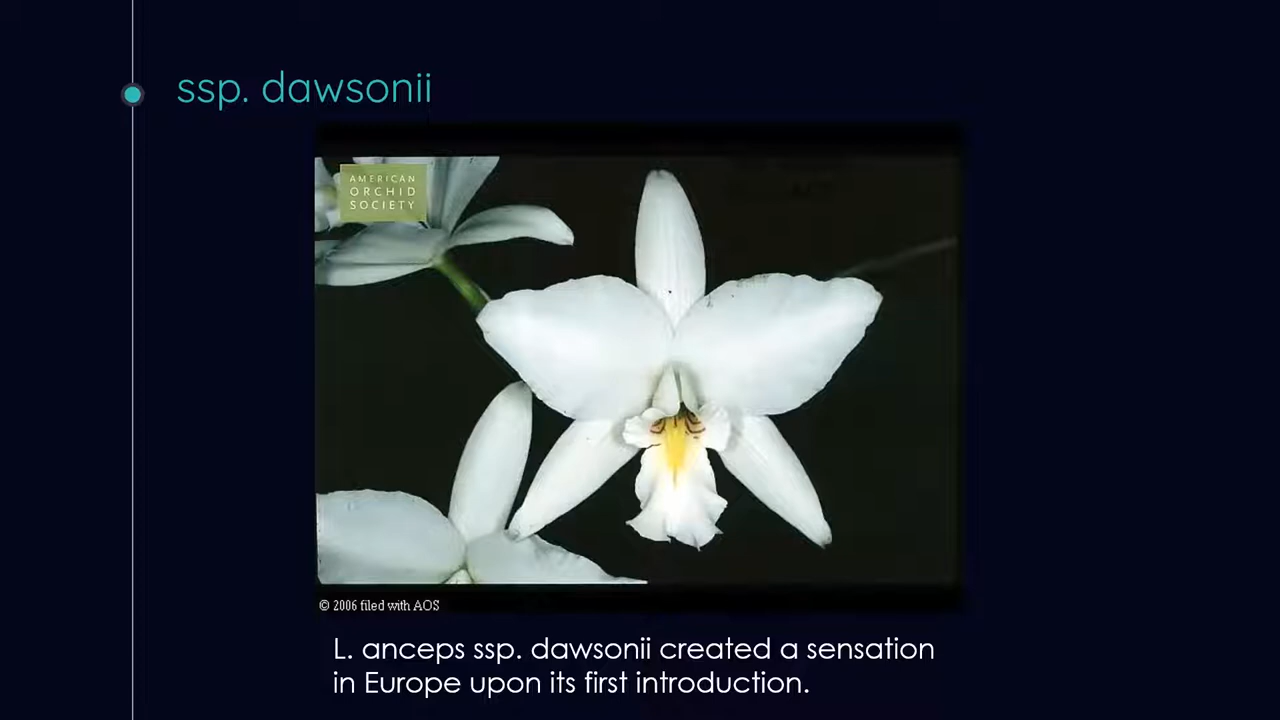 ssp. dawsonii
AMERICAN
ORCHID
SOCIETY
© 2006 filed with AOS
L. anceps ssp. dawsonii created a sensation
in Europe upon its first introduction.